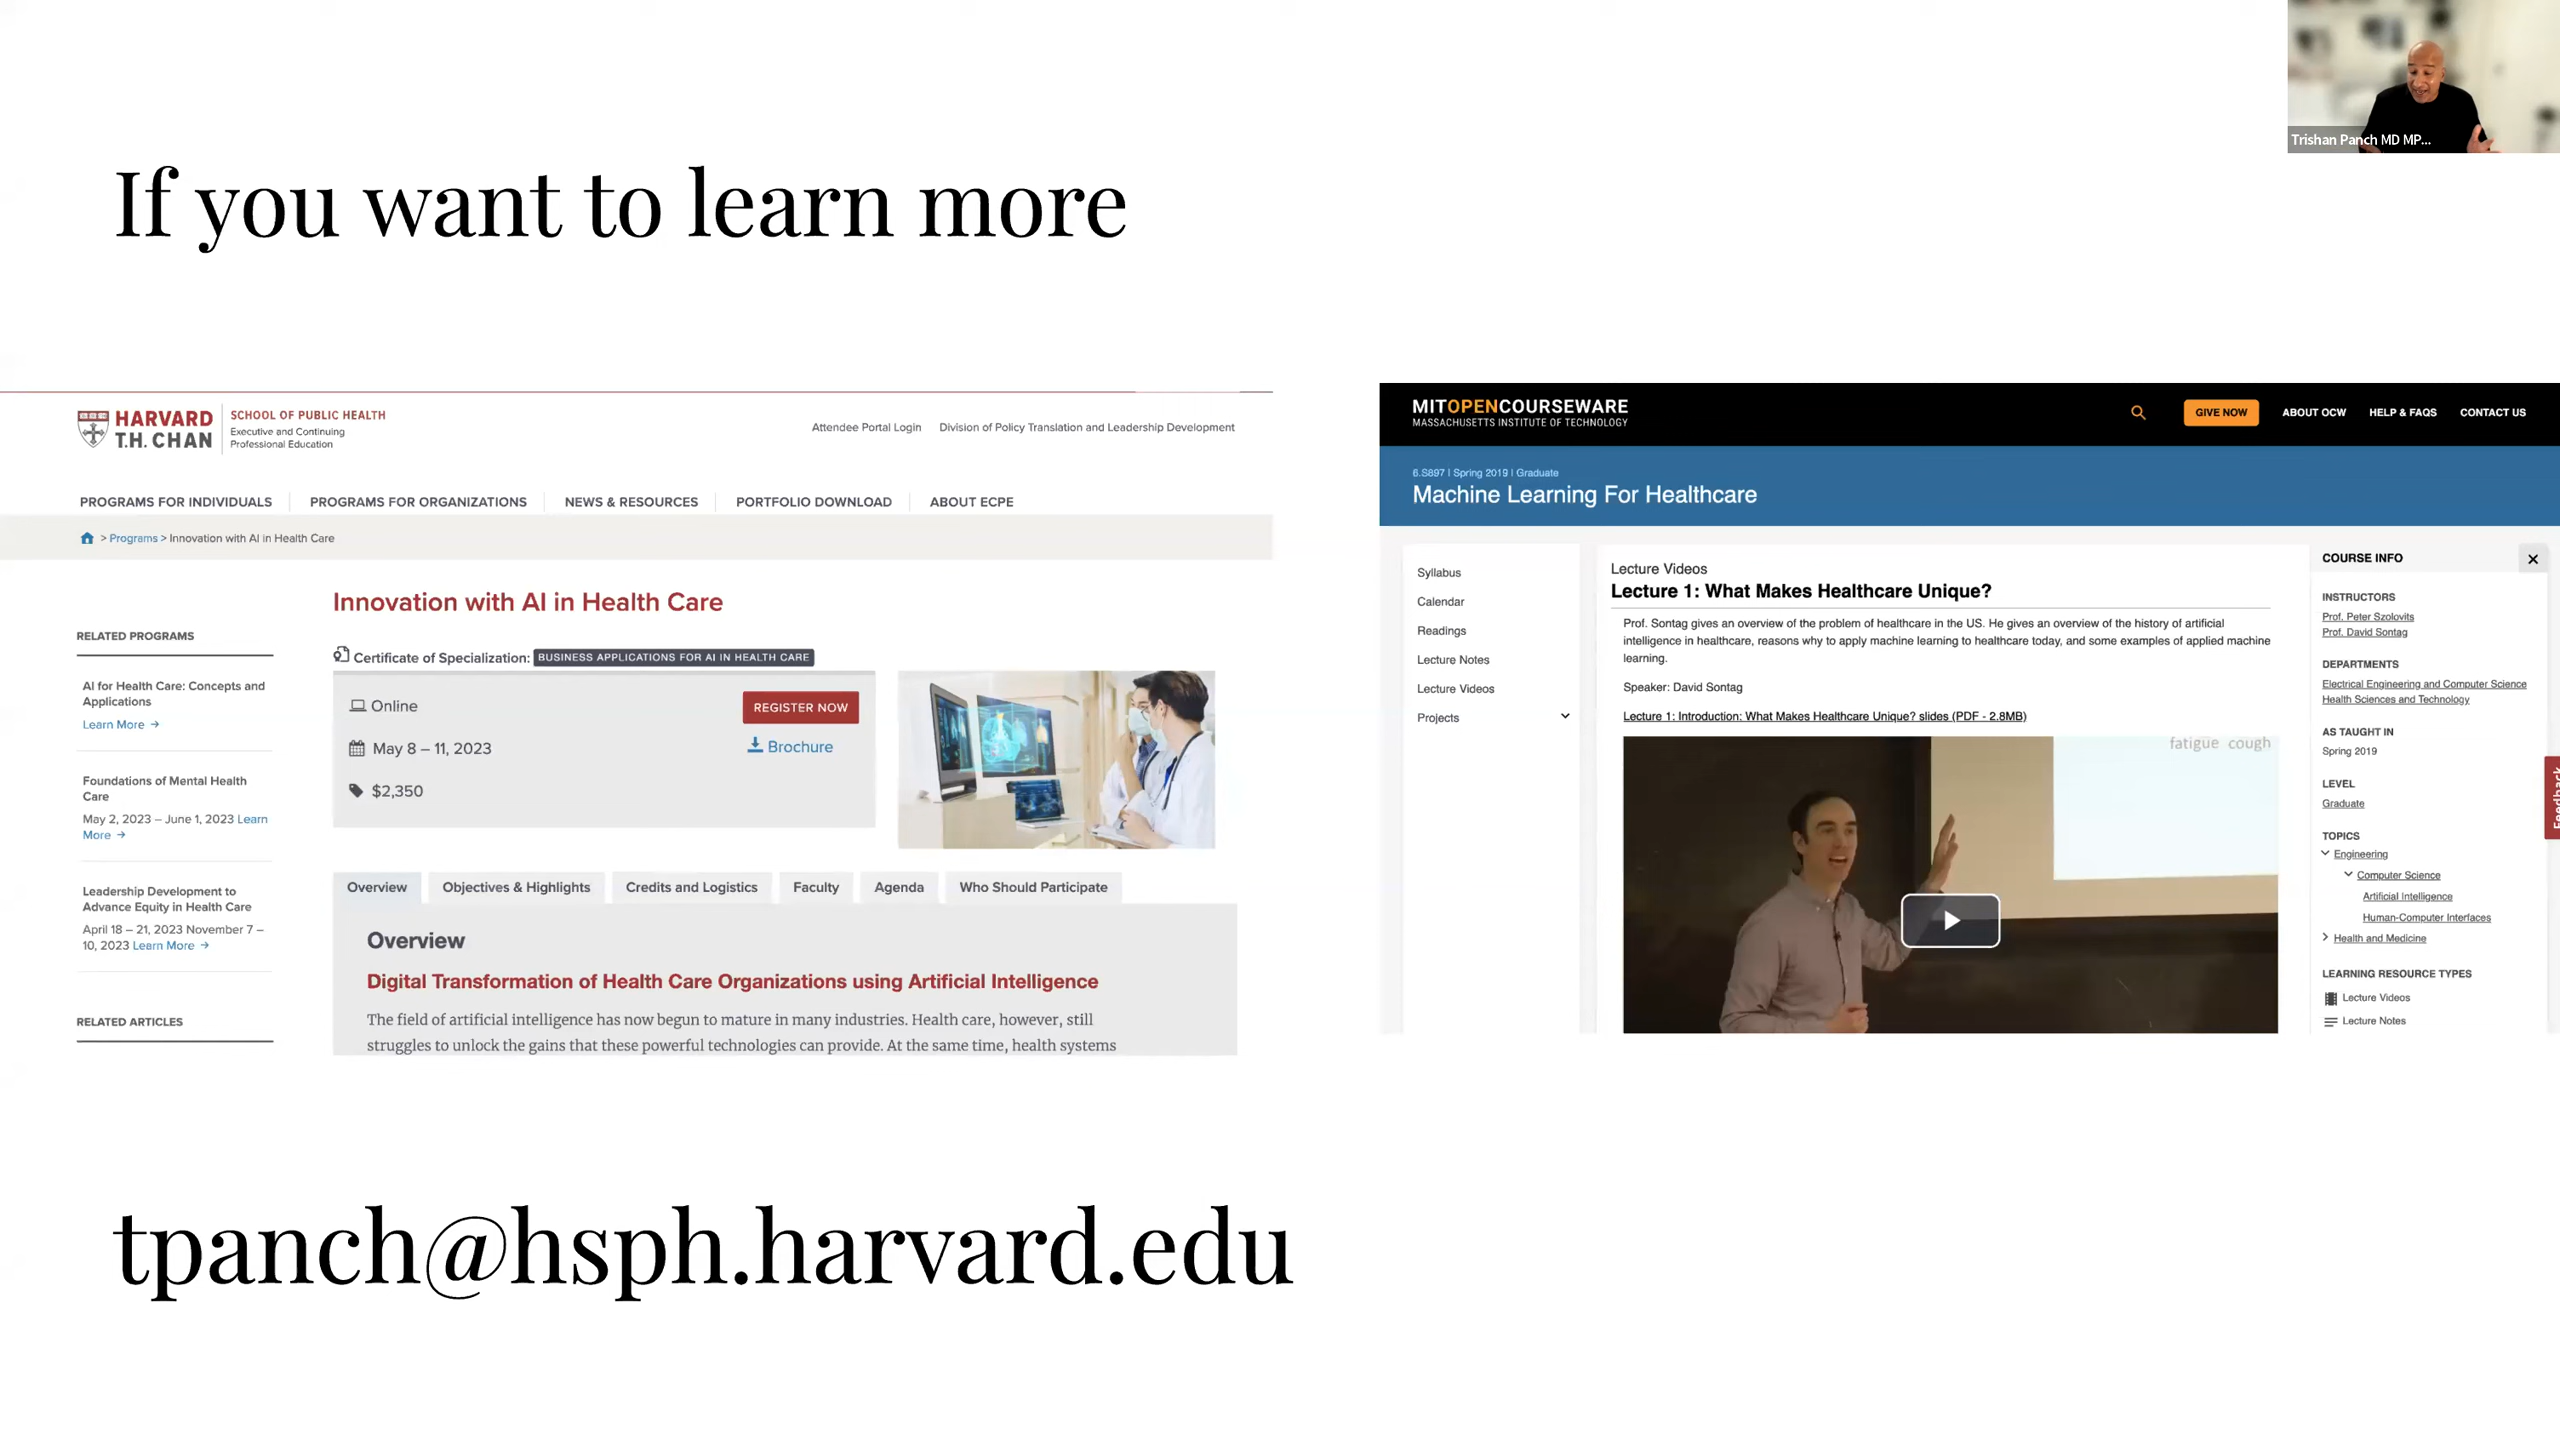 Trishan Panch MD MP...
If you want to learn more
HARVARD
T.H. CHAN
SCHOOL OF PUBLIC HEALTH
Executive and Continuing
Professional Education
Attendee Portal Login
Division of Policy Translation and Leadership Development
PROGRAMS FOR INDIVIDUALS
PROGRAMS FOR ORGANIZATIONS
NEWS & RESOURCES
PORTFOLIO DOWNLOAD
ABOUT ECPE
> Programs > Innovation with AI in Health Care
RELATED PROGRAMS
AI for Health Care: Concepts and
Applications
Learn More →
Foundations of Mental Health
Care
May 2, 2023 – June 1, 2023 Learn
More →
Leadership Development to
Advance Equity in Health Care
April 18 – 21, 2023 November 7 –
10, 2023 Learn More →
RELATED ARTICLES
Innovation with AI in Health Care
Certificate of Specialization: BUSINESS APPLICATIONS FOR AI IN HEALTH CARE
Online
May 8 – 11, 2023
$2,350
REGISTER NOW
Brochure
Overview
Objectives & Highlights
Credits and Logistics
Faculty
Agenda
Who Should Participate
Overview
Digital Transformation of Health Care Organizations using Artificial Intelligence
The field of artificial intelligence has now begun to mature in many industries. Health care, however, still
struggles to unlock the gains that these powerful technologies can provide. At the same time, health systems
MITOPENCOURSEWARE
MASSACHUSETTS INSTITUTE OF TECHNOLOGY
GIVE NOW
ABOUT OCW
HELP & FAQS
CONTACT US
6.S897 | Spring 2019 | Graduate
Machine Learning For Healthcare
Syllabus
Calendar
Readings
Lecture Notes
Lecture Videos
Projects
Lecture Videos
Lecture 1: What Makes Healthcare Unique?
Prof. Sontag gives an overview of the problem of healthcare in the US. He gives an overview of the history of artificial
intelligence in healthcare, reasons why to apply machine learning to healthcare today, and some examples of applied machine
learning.
Speaker: David Sontag
Lecture 1: Introduction: What Makes Healthcare Unique? slides (PDF - 2.8MB)
fatigue cough
COURSE INFO
INSTRUCTORS
Prof. Peter Szolovits
Prof. David Sontag
DEPARTMENTS
Electrical Engineering and Computer Science
Health Sciences and Technology
AS TAUGHT IN
Spring 2019
LEVEL
Graduate
TOPICS
Engineering
Computer Science
Artificial Intelligence
Human-Computer Interfaces
Health and Medicine
LEARNING RESOURCE TYPES
Lecture Videos
Lecture Notes
Feedback
tpanch@hsph.harvard.edu